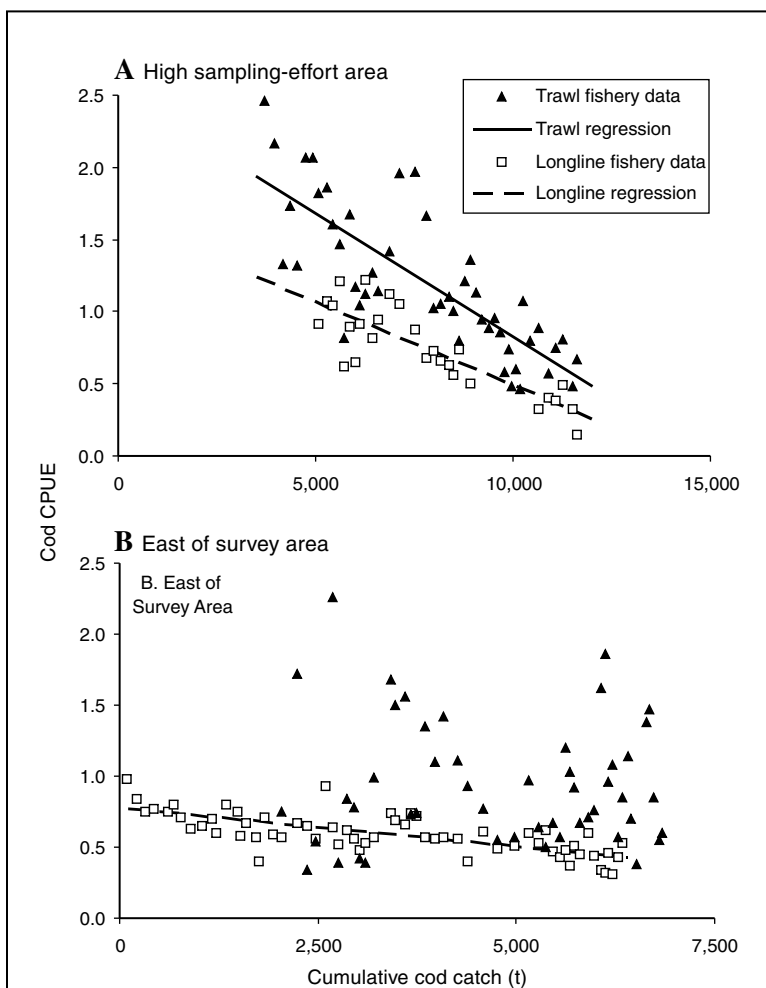 A High sampling-effort area
Trawl fishery data
Trawl regression
Longline fishery data
Longline regression
2.5
2.0
1.5
1.0
0.5
0.0
0
5,000
10,000
15,000
Cod CPUE
B East of survey area
B. East of
Survey Area
2.5
2.0
1.5
1.0
0.5
0.0
0
2,500
5,000
7,500
Cumulative cod catch (t)